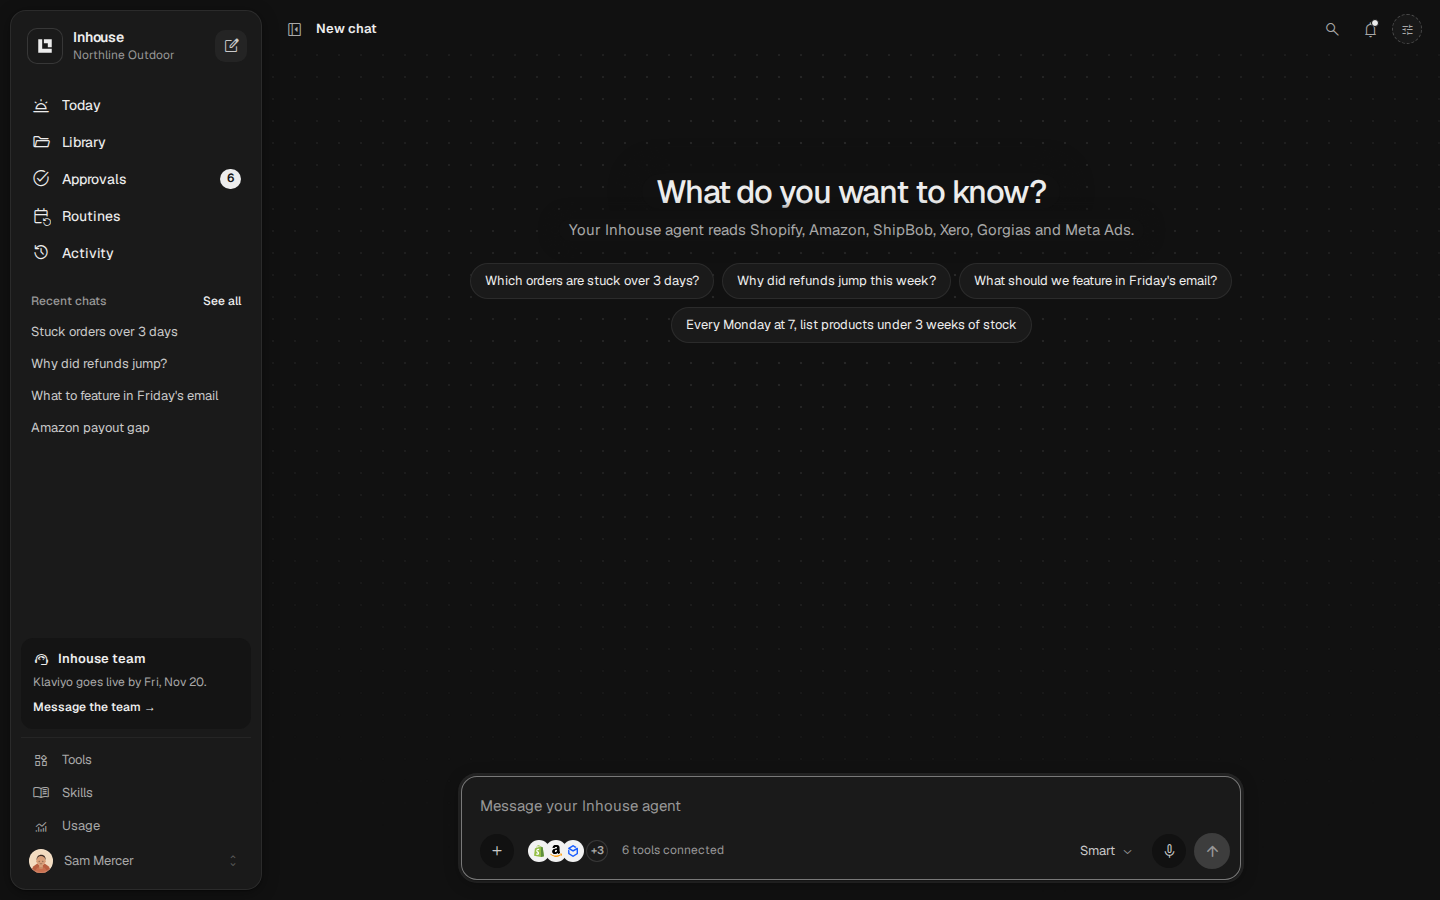 Inhouse
Northline Outdoor
Today
Library
Approvals 6
Routines
Activity
Recent chats See all
Stuck orders over 3 days
Why did refunds jump?
What to feature in Friday's email
Amazon payout gap
Inhouse team
Klaviyo goes live by Fri, Nov 20.
Message the team →
Tools
Skills
Usage
Sam Mercer
New chat
What do you want to know?
Your Inhouse agent reads Shopify, Amazon, ShipBob, Xero, Gorgias and Meta Ads.
Which orders are stuck over 3 days? Why did refunds jump this week? What should we feature in Friday's email?
Every Monday at 7, list products under 3 weeks of stock
Message your Inhouse agent
+3 6 tools connected Smart